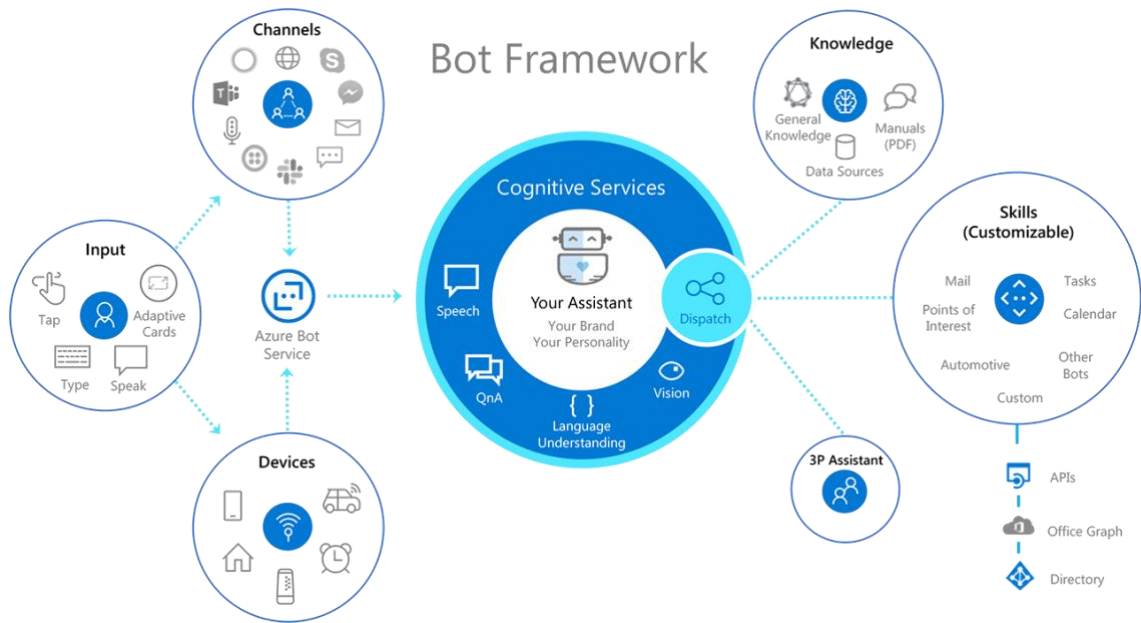 Bot Framework
Channels
Input
Tap
Adaptive
Cards
Type
Speak
Azure Bot
Service
Devices
Cognitive Services
Your Assistant
Your Brand
Your Personality
Speech
QnA
{ }
Language
Understanding
Vision
Dispatch
Knowledge
General
Knowledge
Manuals
(PDF)
Data Sources
Skills
(Customizable)
Mail
Tasks
Points of
Interest
Calendar
Automotive
Other
Bots
Custom
3P Assistant
APIs
Office Graph
Directory